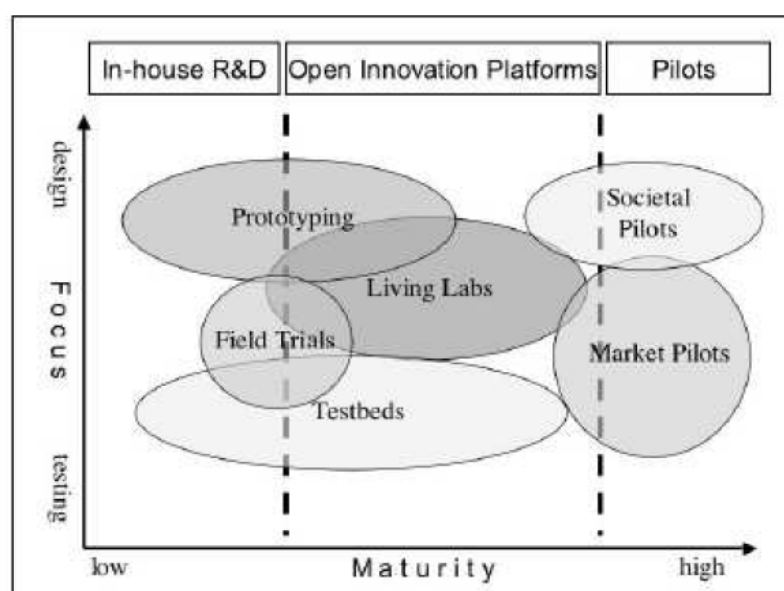 In-house R&D
Open Innovation Platforms
Pilots
design
Focus
testing
Prototyping
Societal
Pilots
Living Labs
Field Trials
Market Pilots
Testbeds
low
Maturity
high